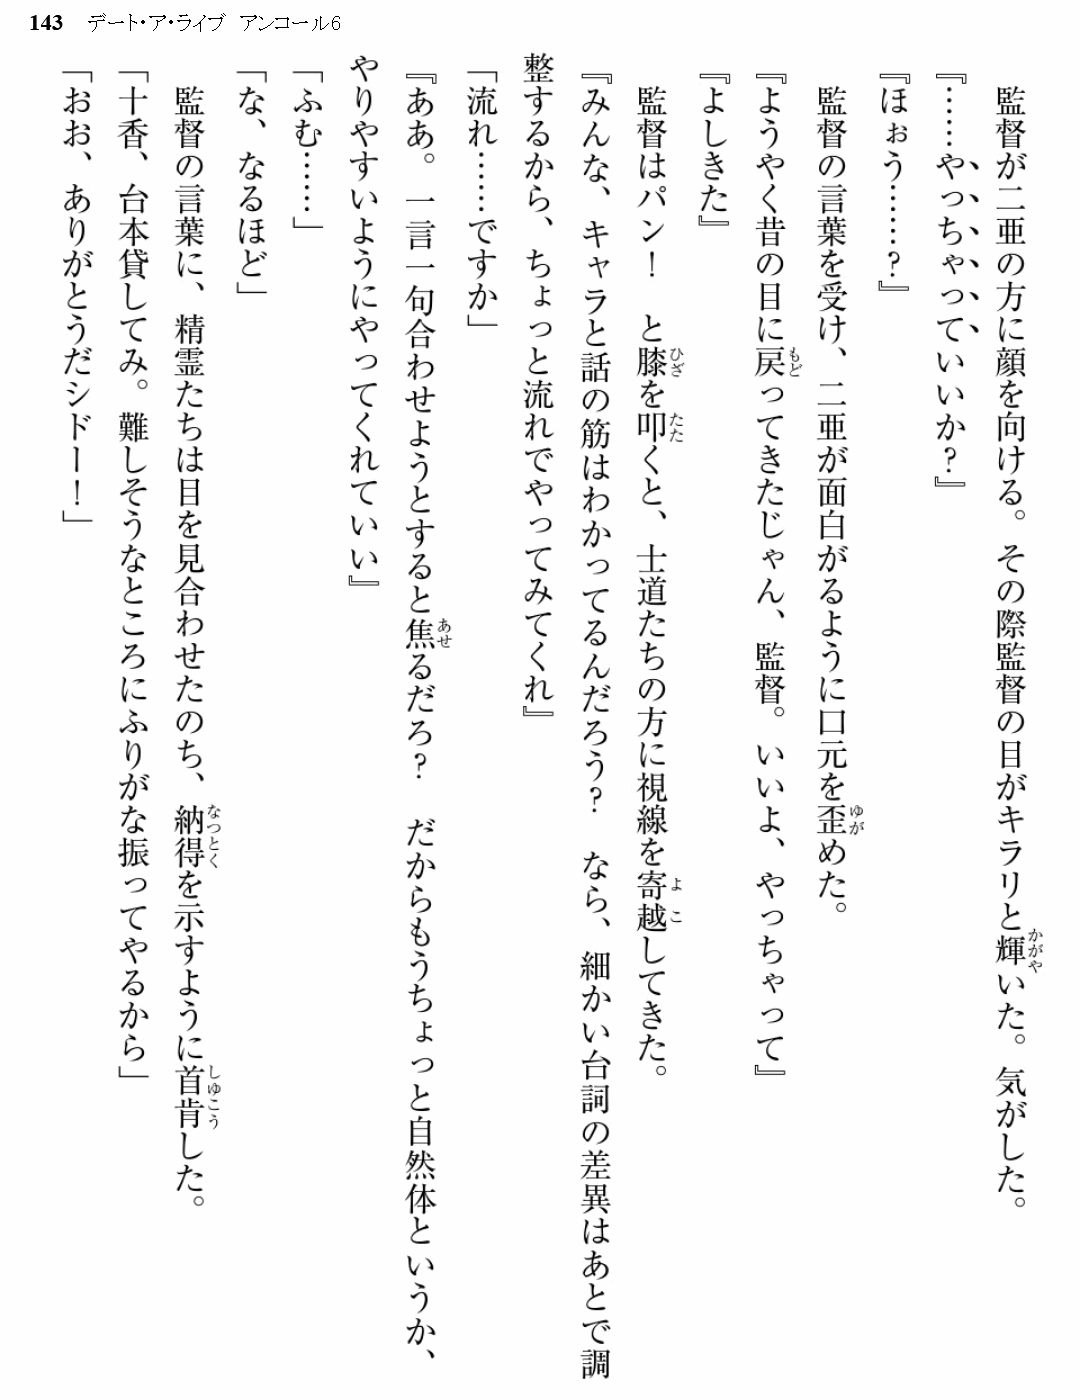 143 デート・ア・ライブ アンコール6
監督が二亜の方に顔を向ける。その際監督の目がキラリと輝いた。気がした。
『……やっちゃっていいか?』
『ほぉう……?』
監督の言葉を受け、二亜が面白がるように口元を歪めた。
『ようやく昔の目に戻ってきたじゃん、監督。いいよ、やっちゃって』
『よしきた』
監督はパン! と膝を叩くと、士道たちの方に視線を寄越してきた。
『みんな、キャラと話の筋はわかってるんだろう? なら、細かい台詞の差異はあとで調
整するから、ちょっと流れでやってみてくれ』
「流れ……ですか」
『ああ。一言一句合わせようとすると焦るだろ? だからもうちょっと自然体というか、
やりやすいようにやってくれていい』
「ふむ……」
「な、なるほど」
監督の言葉に、精霊たちは目を見合わせたのち、納得を示すように首肯した。
「十香、台本貸してみ。難しそうなところにふりがな振ってやるから」
「おお、ありがとうだシドー!」